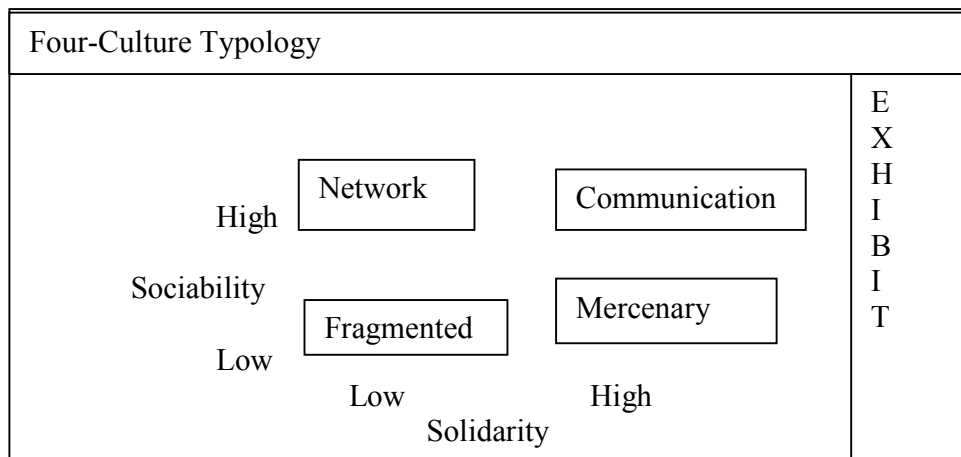 Four-Culture Typology
Network
Communication
High
Sociability
Mercenary
Fragmented
Low
Low
High
Solidarity
E
X
H
I
B
I
T